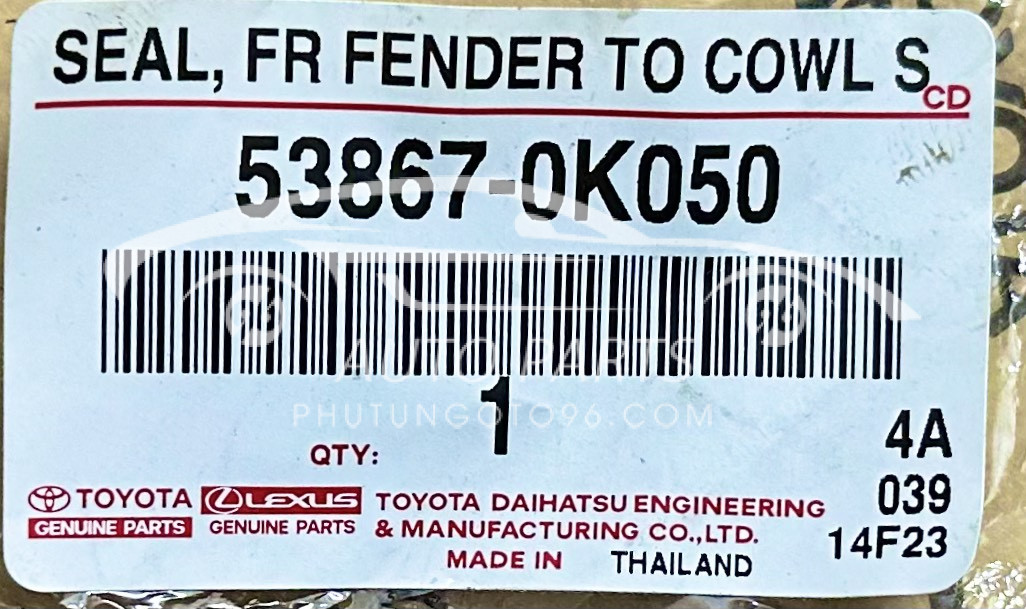 SEAL, FR FENDER TO COWL S
CD
53867-0K050
AUTO PARTS
PHUTUNGOTO96.COM
QTY: 1
4A
039
14F23
TOYOTA
GENUINE PARTS
LEXUS
GENUINE PARTS
TOYOTA DAIHATSU ENGINEERING
& MANUFACTURING CO.,LTD.
MADE IN THAILAND